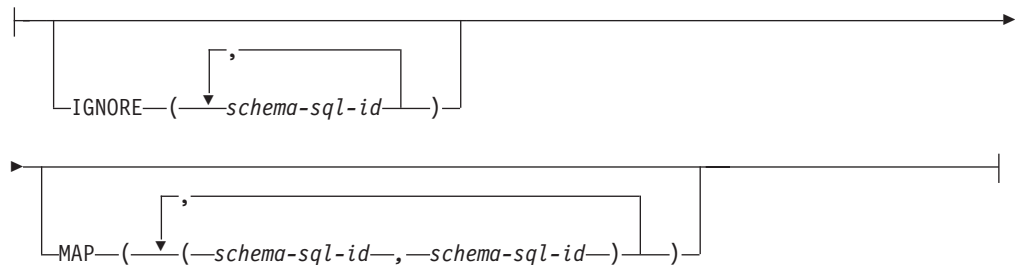 ,
IGNORE ( schema-sql-id )
,
MAP ( ( schema-sql-id , schema-sql-id ) )